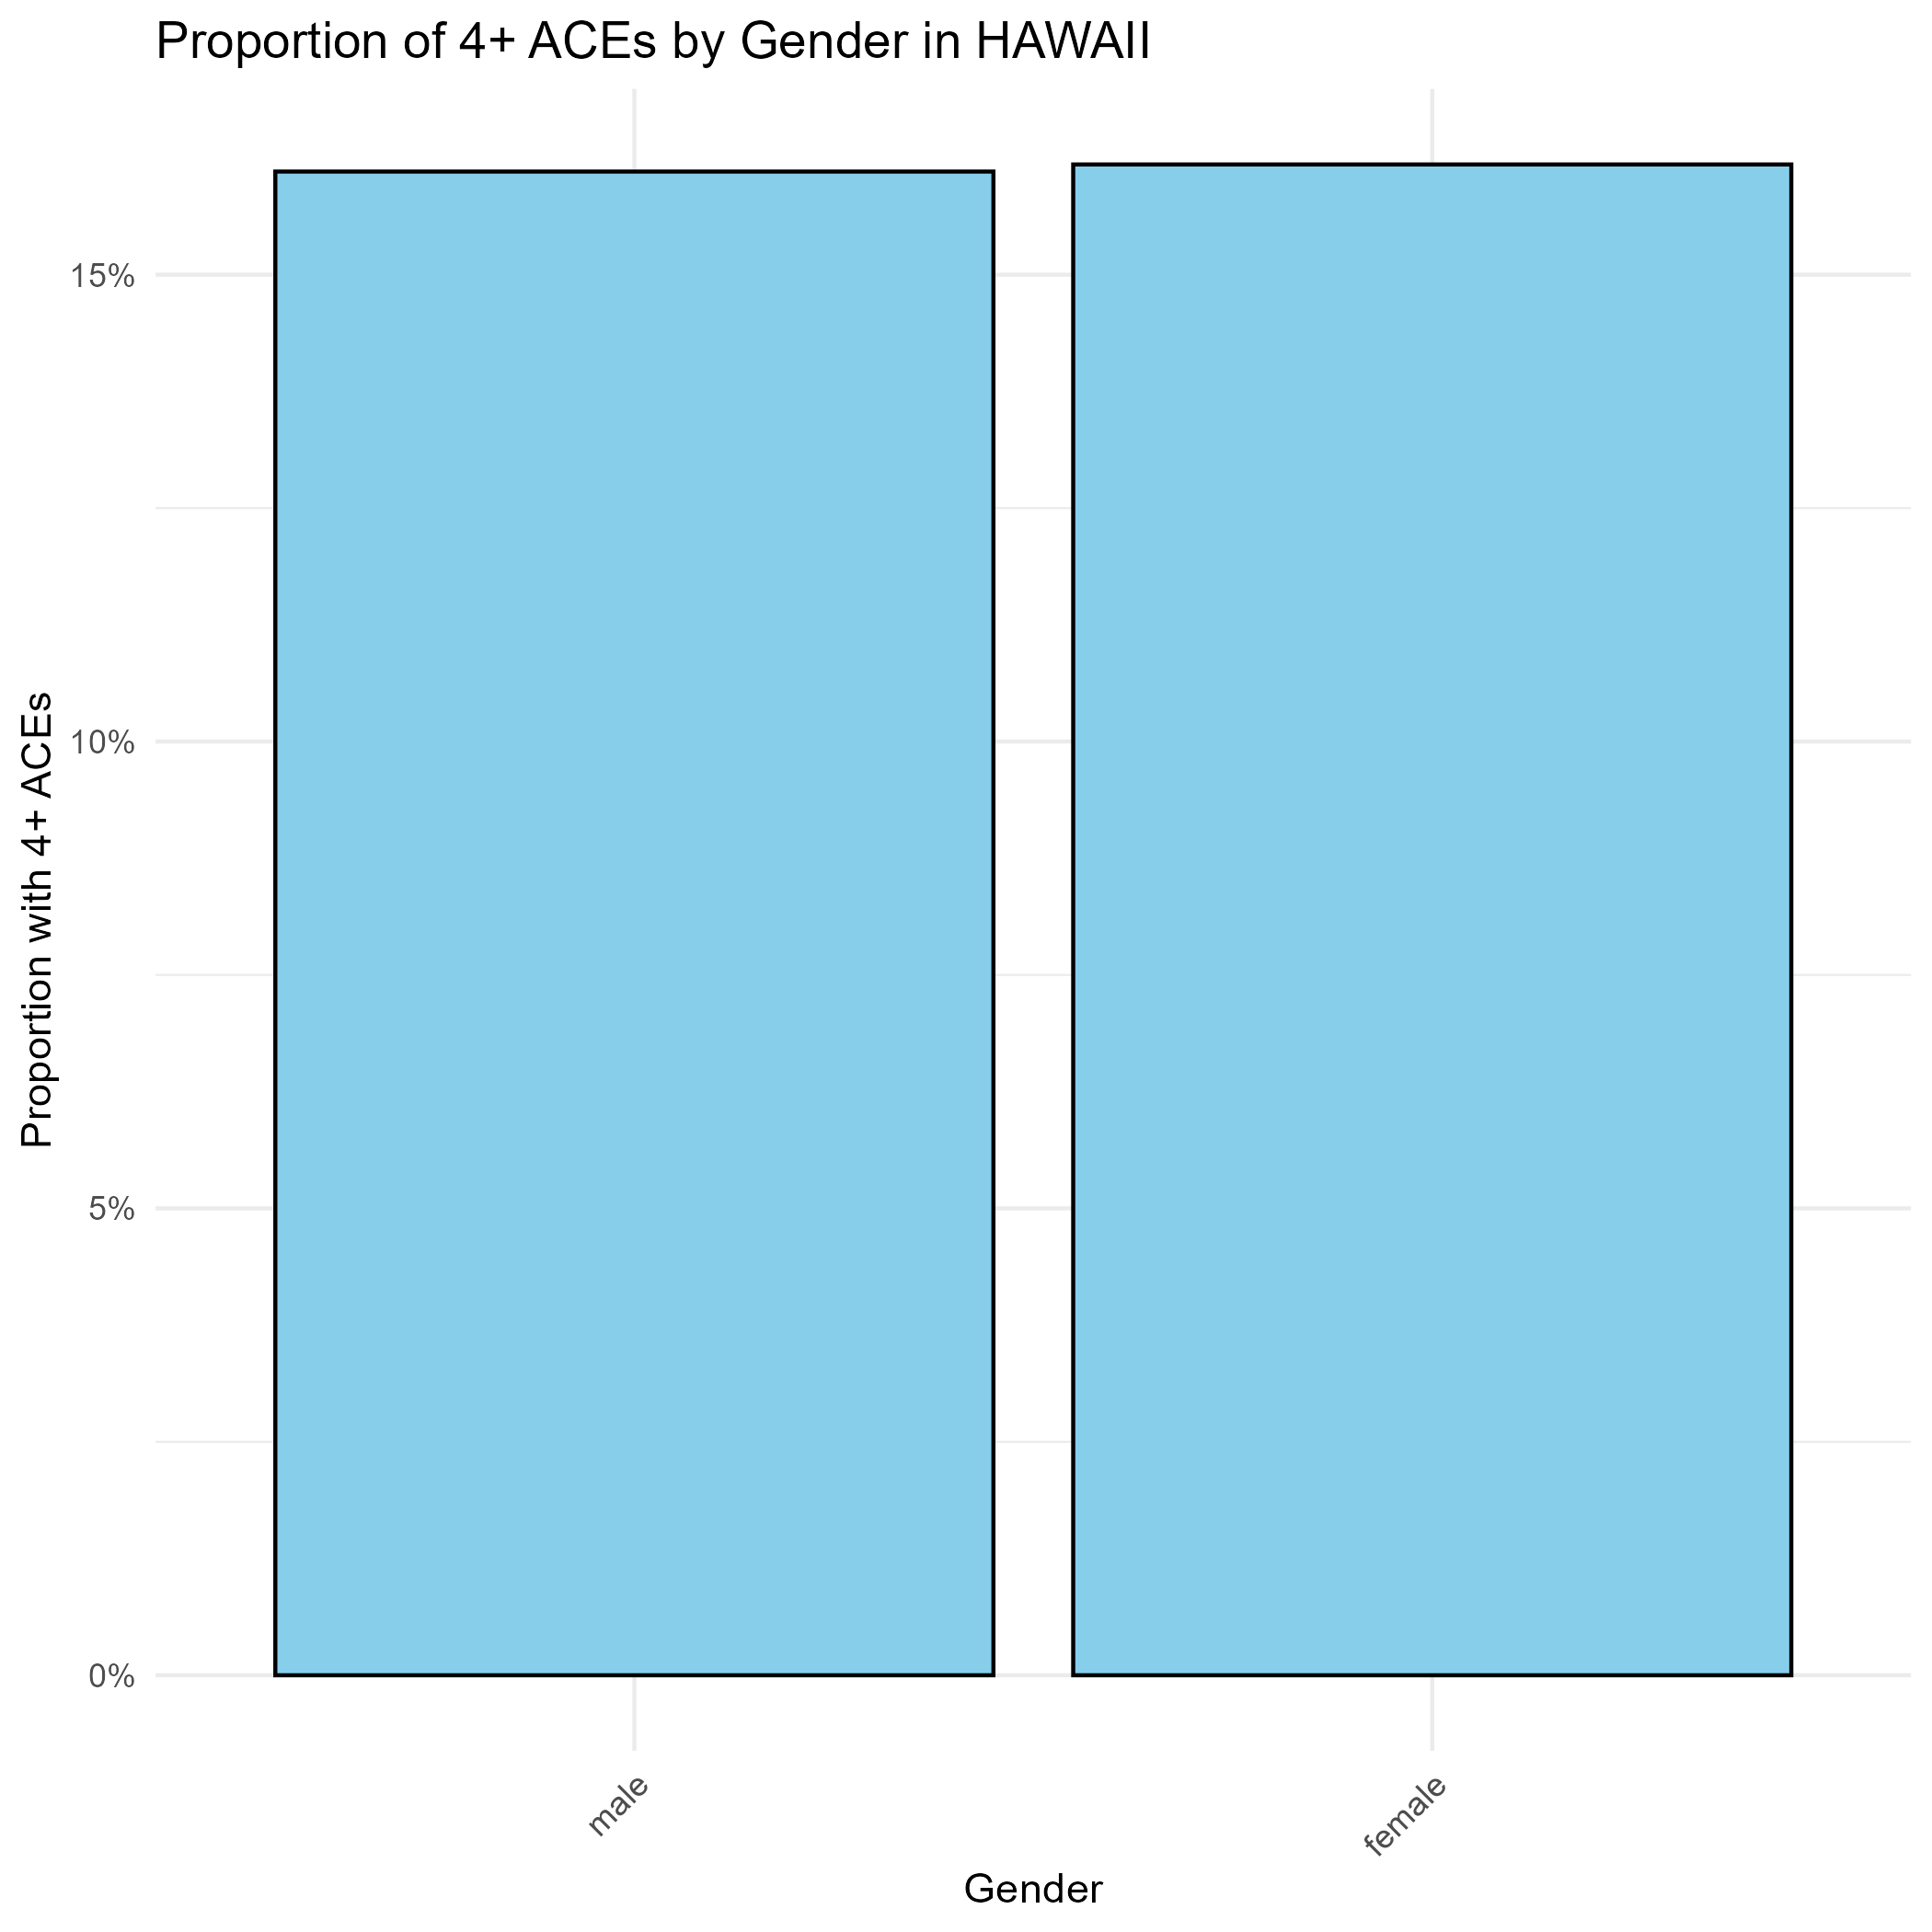 Proportion of 4+ ACEs by Gender in HAWAII
Proportion with 4+ ACEs
15%
10%
5%
0%
male
female
Gender